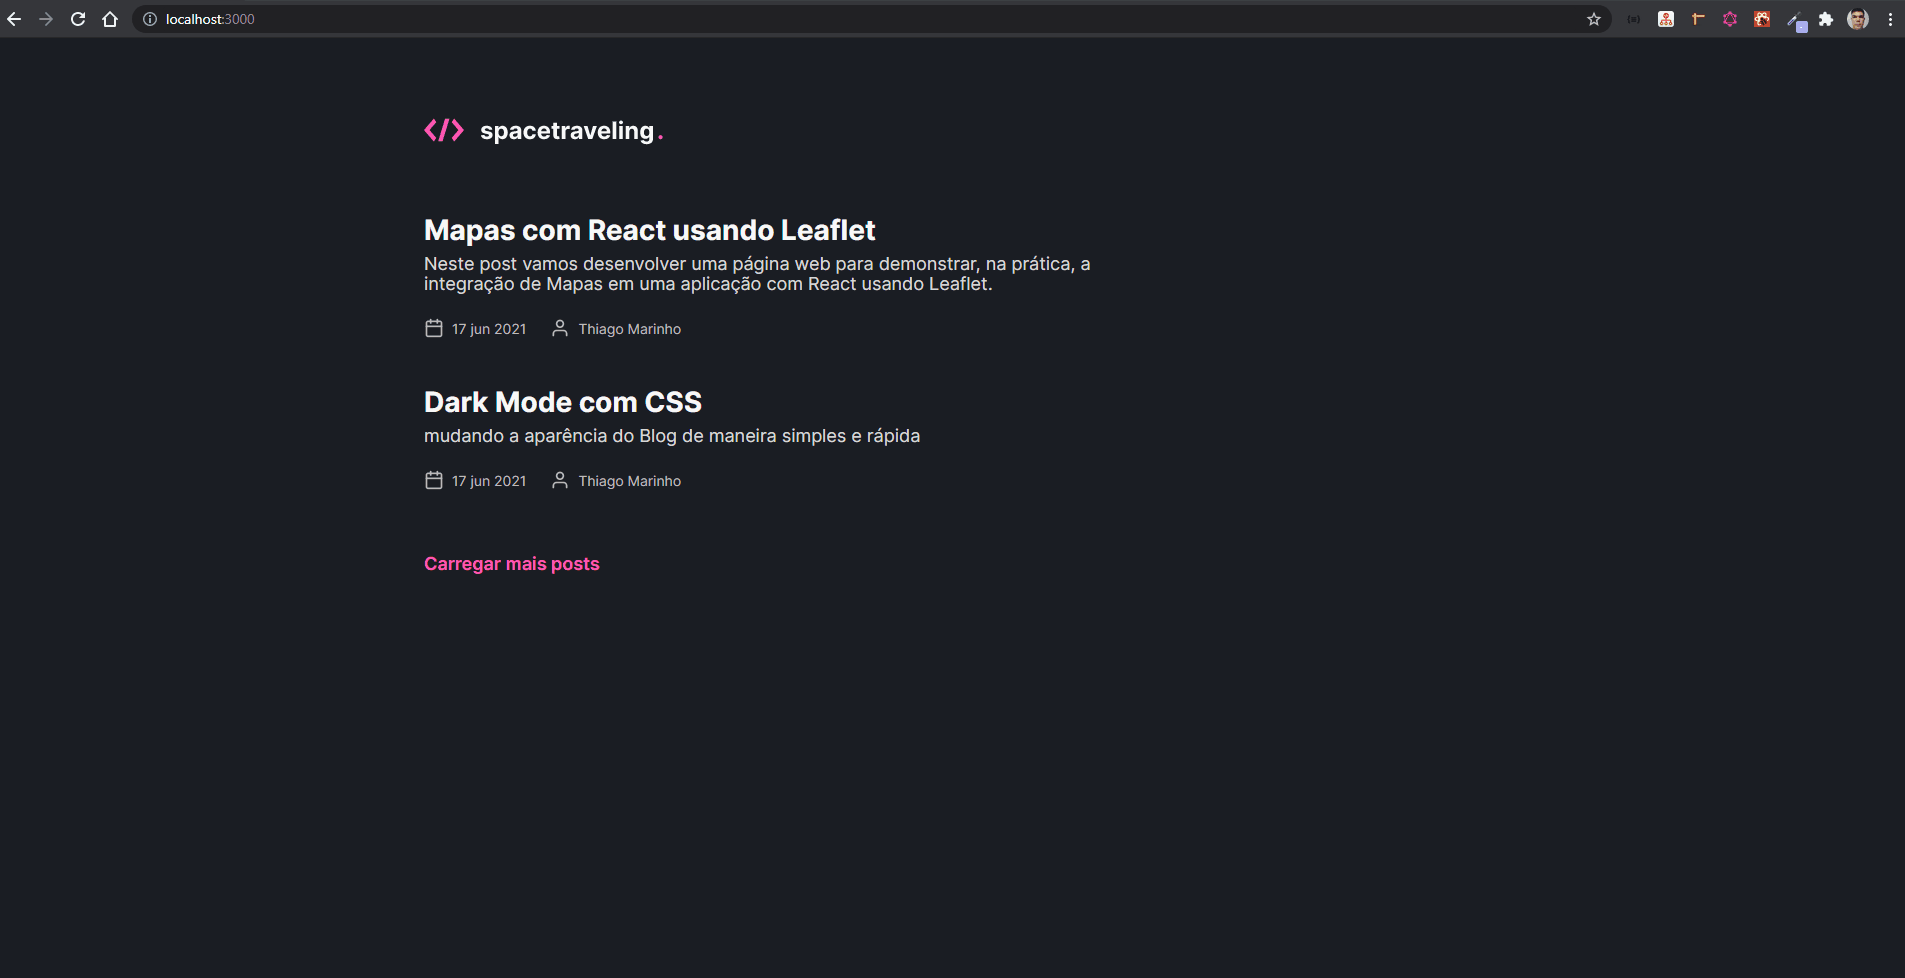 localhost:3000
</> spacetraveling.
Mapas com React usando Leaflet
Neste post vamos desenvolver uma página web para demonstrar, na prática, a
integração de Mapas em uma aplicação com React usando Leaflet.
17 jun 2021 Thiago Marinho
Dark Mode com CSS
mudando a aparência do Blog de maneira simples e rápida
17 jun 2021 Thiago Marinho
Carregar mais posts